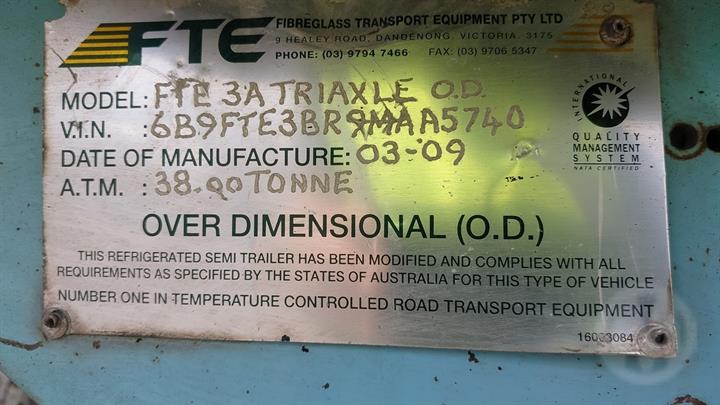 FTE
FIBREGLASS TRANSPORT EQUIPMENT PTY LTD
9 HEALEY ROAD, DANDENONG, VICTORIA. 3175
PHONE: (03) 9794 7466 FAX: (03) 9706 5347
MODEL: FTE 3A TRIAXLE O.D.
V.I.N. : 6B9FTE3BR9MAA5740
DATE OF MANUFACTURE: 03-09
A.T.M. : 38.00 TONNE
INTERNATIONAL
QUALITY
MANAGEMENT
SYSTEM
NATA CERTIFIED
OVER DIMENSIONAL (O.D.)
THIS REFRIGERATED SEMI TRAILER HAS BEEN MODIFIED AND COMPLIES WITH ALL
REQUIREMENTS AS SPECIFIED BY THE STATES OF AUSTRALIA FOR THIS TYPE OF VEHICLE
NUMBER ONE IN TEMPERATURE CONTROLLED ROAD TRANSPORT EQUIPMENT